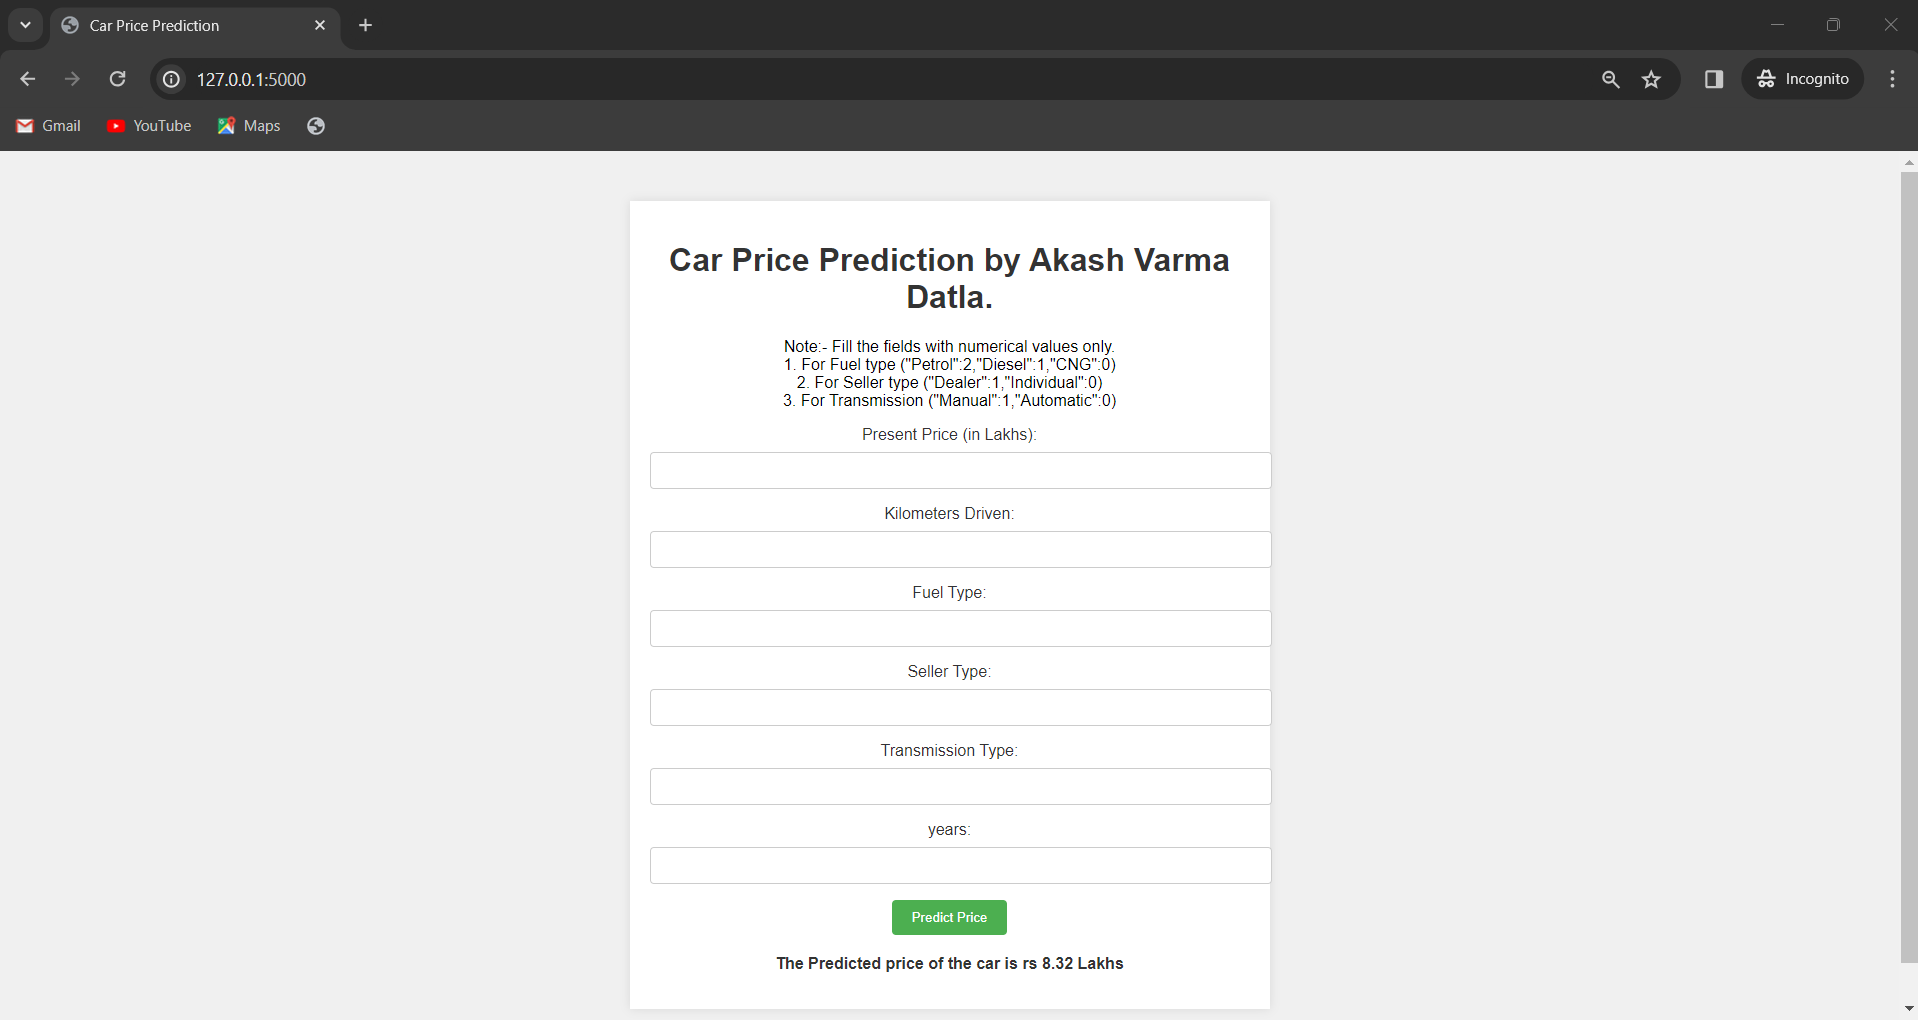 Car Price Prediction
127.0.0.1:5000
Incognito
Gmail
YouTube
Maps
Car Price Prediction by Akash Varma
Datla.
Note:- Fill the fields with numerical values only.
1. For Fuel type ("Petrol":2,"Diesel":1,"CNG":0)
2. For Seller type ("Dealer":1,"Individual":0)
3. For Transmission ("Manual":1,"Automatic":0)
Present Price (in Lakhs):
Kilometers Driven:
Fuel Type:
Seller Type:
Transmission Type:
years:
Predict Price
The Predicted price of the car is rs 8.32 Lakhs